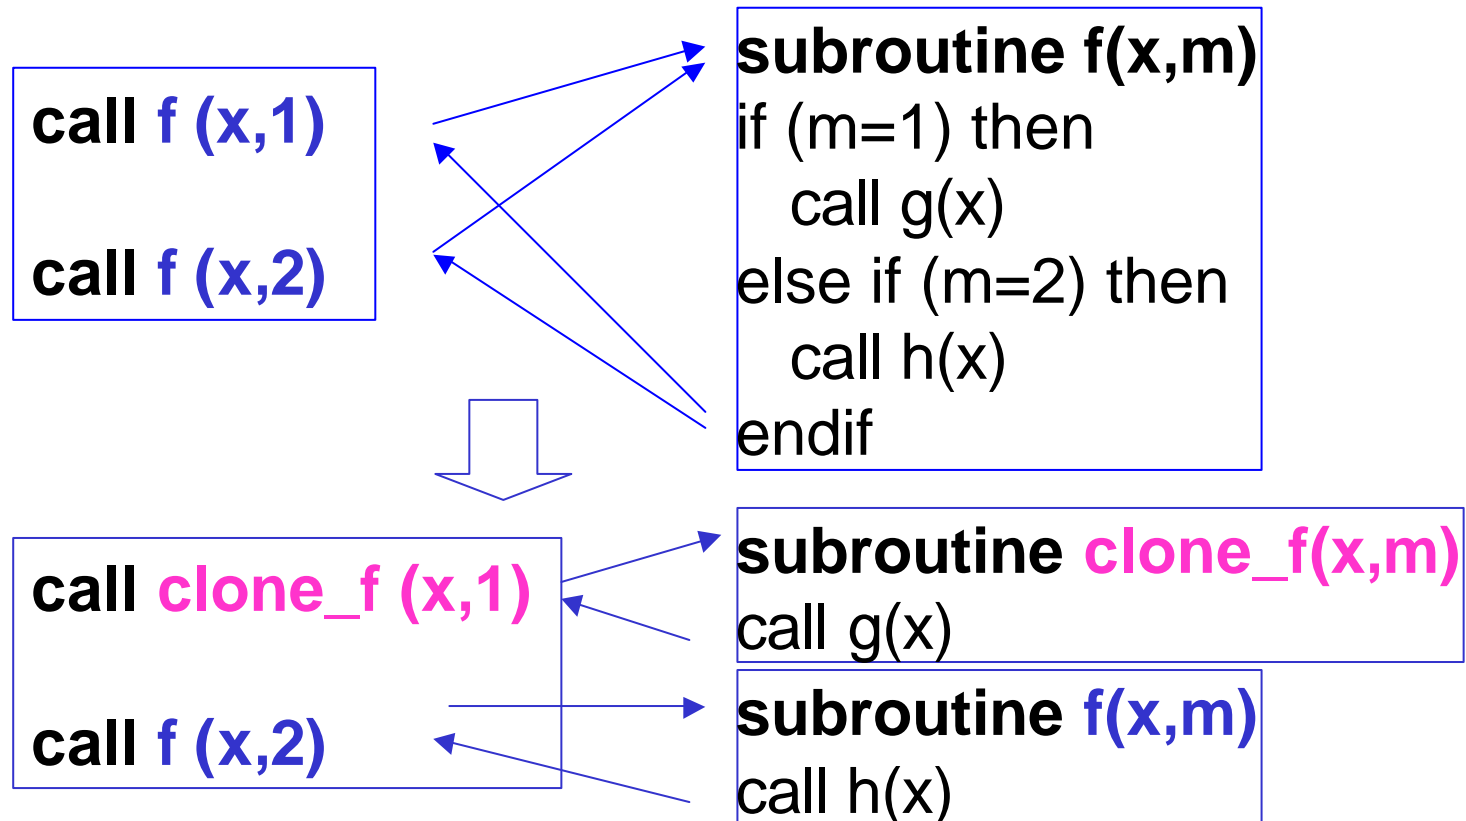 call f (x,1)
call f (x,2)
subroutine f(x,m)
if (m=1) then
call g(x)
else if (m=2) then
call h(x)
endif
call clone_f (x,1)
call f (x,2)
subroutine clone_f(x,m)
call g(x)
subroutine f(x,m)
call h(x)